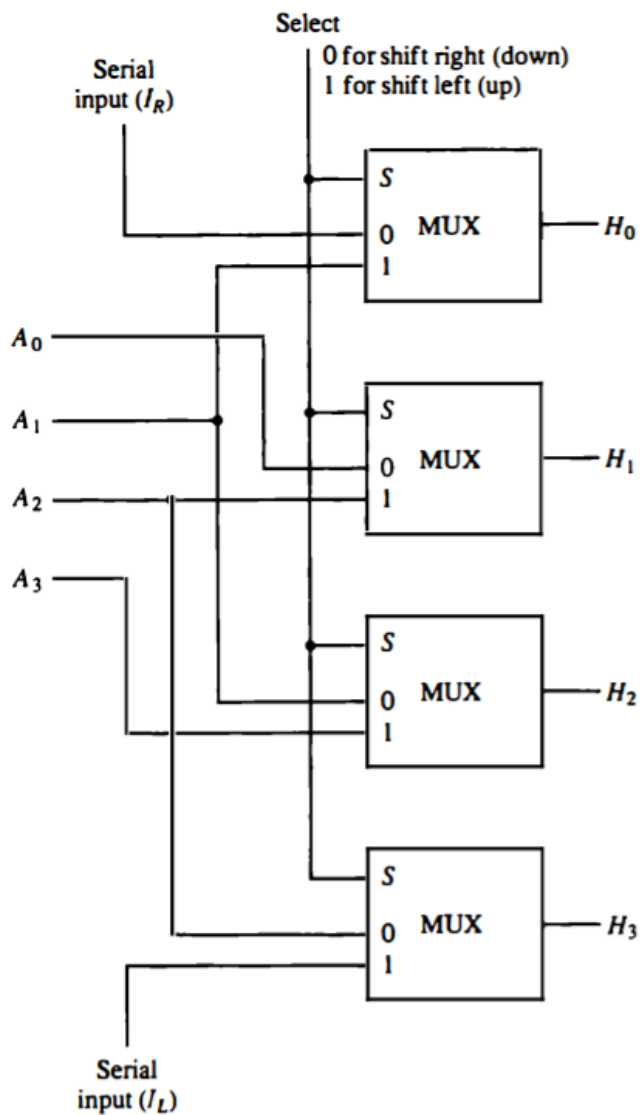 Select
0 for shift right (down)
1 for shift left (up)
Serial
input (I_R)
S
0 MUX
1
H_0
A_0
A_1
A_2
A_3
S
0 MUX
1
H_1
S
0 MUX
1
H_2
S
0 MUX
1
H_3
Serial
input (I_L)